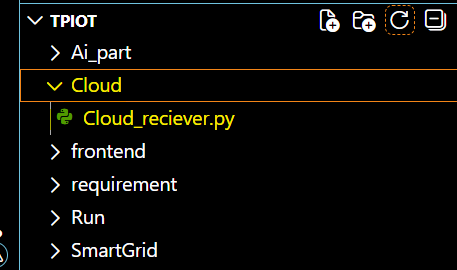 TPIOT
Ai_part
Cloud
Cloud_reciever.py
frontend
requirement
Run
SmartGrid